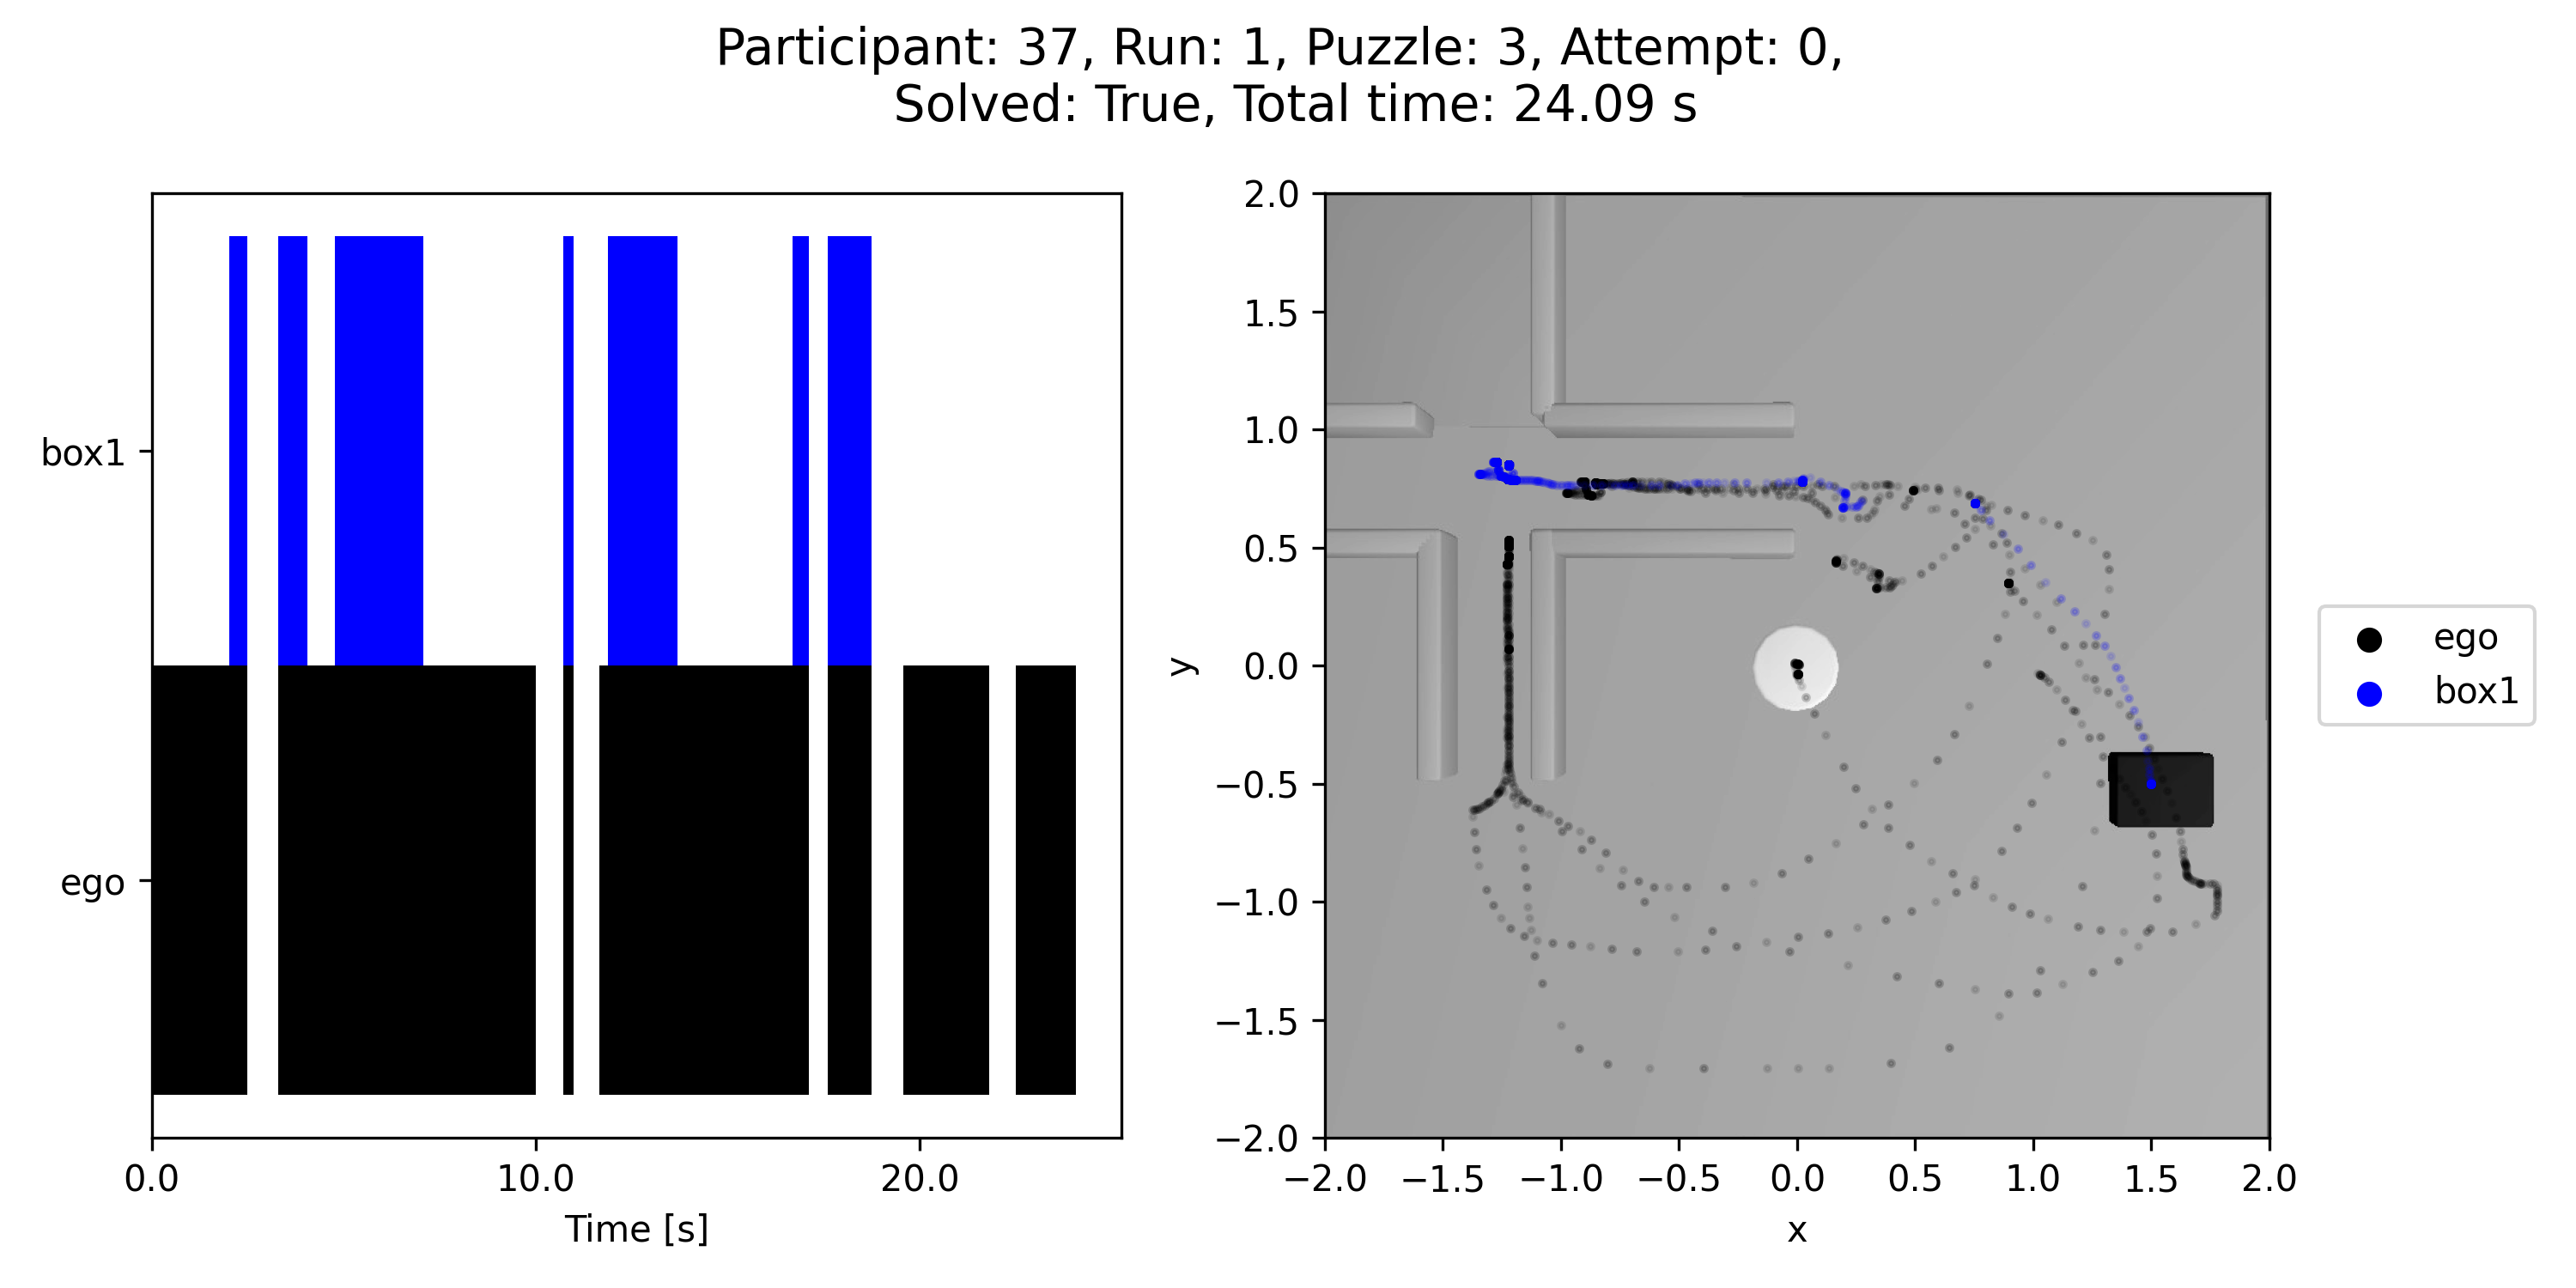 Participant: 37, Run: 1, Puzzle: 3, Attempt: 0,
Solved: True, Total time: 24.09 s
box1
ego
0.0
10.0
20.0
Time [s]
2.0
1.5
1.0
0.5
0.0
−0.5
−1.0
−1.5
−2.0
y
−2.0
−1.5
−1.0
−0.5
0.0
0.5
1.0
1.5
2.0
x
ego
box1